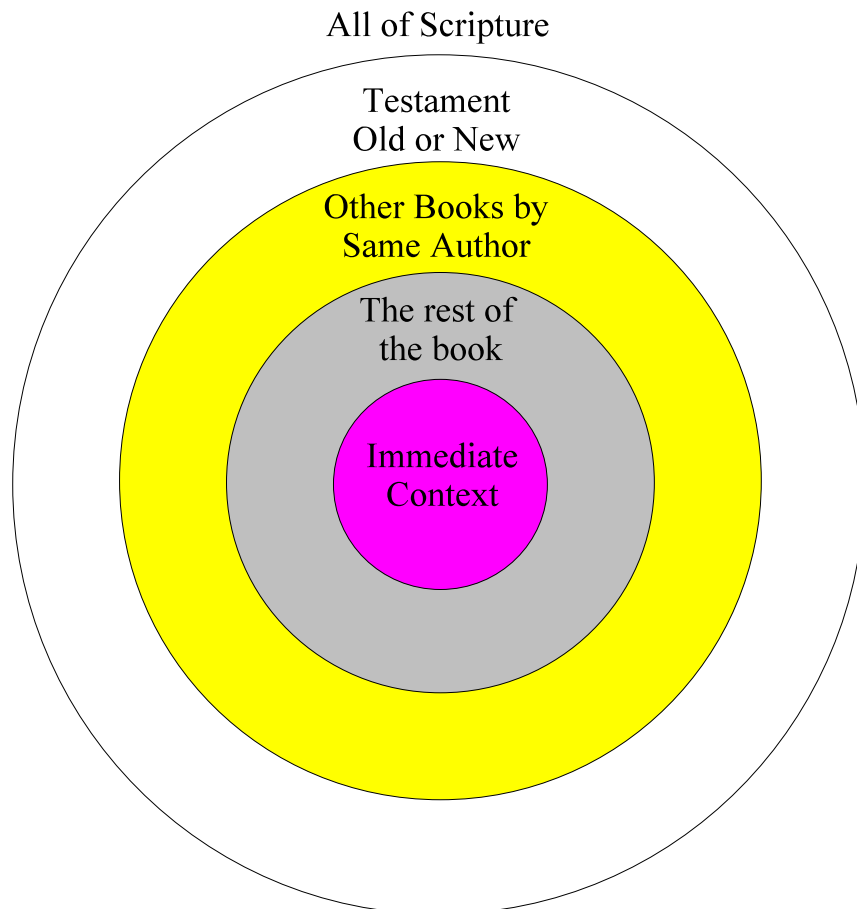 All of Scripture
Testament
Old or New
Other Books by
Same Author
The rest of
the book
Immediate
Context